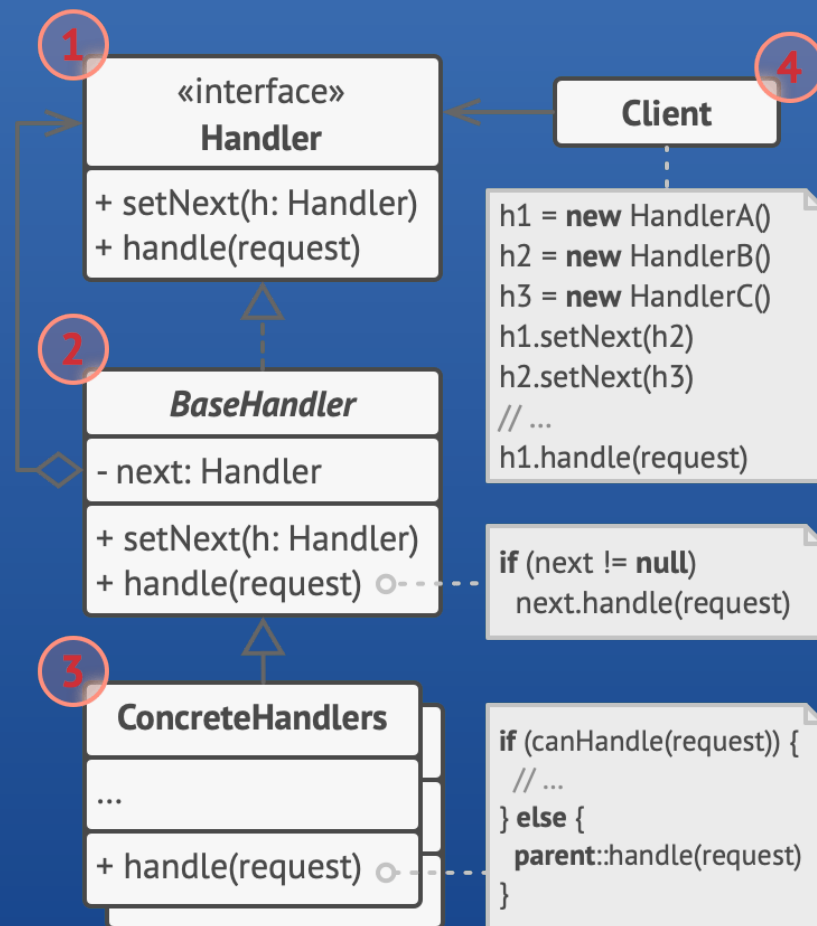 1
«interface»
Handler
+ setNext(h: Handler)
+ handle(request)
4
Client
h1 = new HandlerA()
h2 = new HandlerB()
h3 = new HandlerC()
h1.setNext(h2)
h2.setNext(h3)
// ...
h1.handle(request)
2
BaseHandler
- next: Handler
+ setNext(h: Handler)
+ handle(request)
if (next != null)
next.handle(request)
3
ConcreteHandlers
...
+ handle(request)
if (canHandle(request)) {
// ...
} else {
parent::handle(request)
}